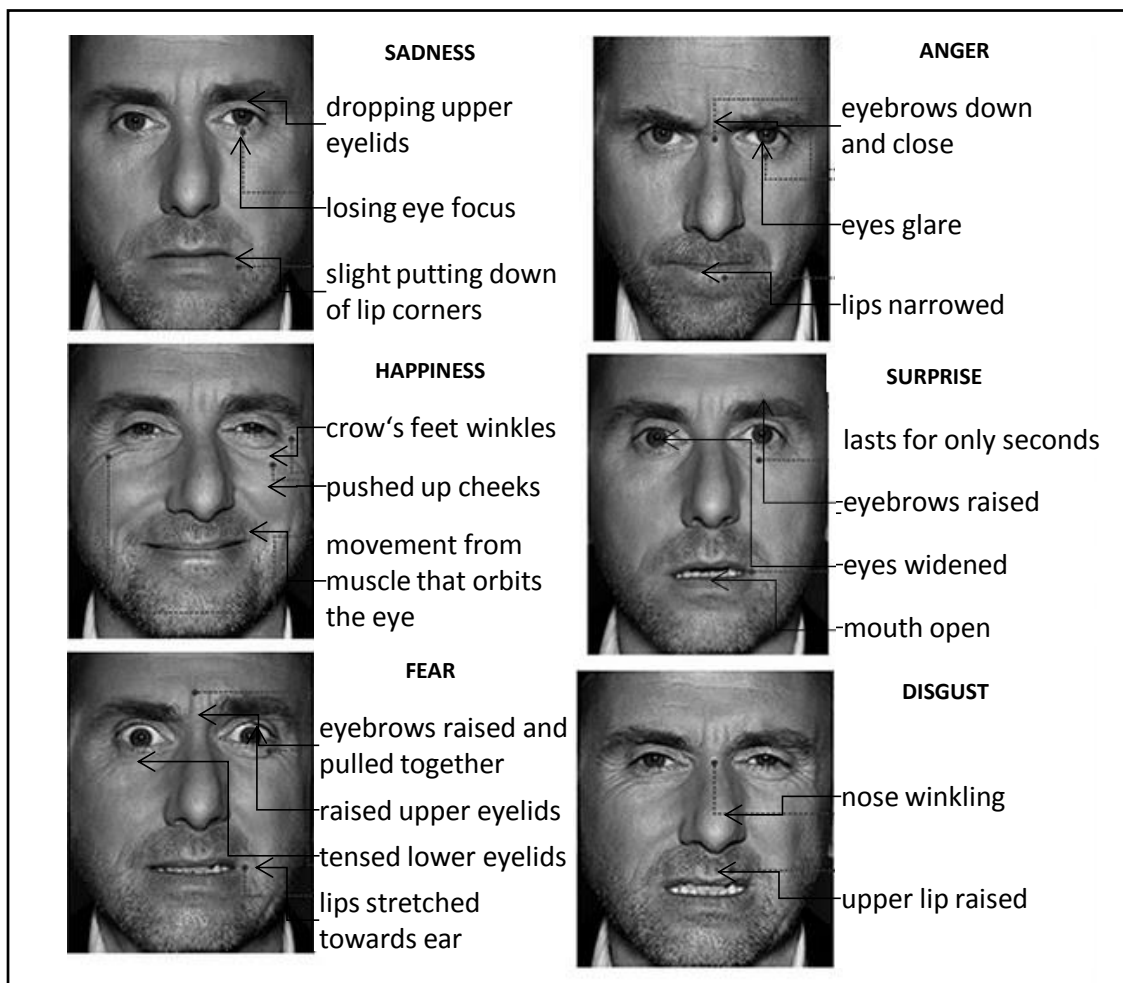 SADNESS
dropping upper
eyelids
losing eye focus
slight putting down
of lip corners
ANGER
eyebrows down
and close
eyes glare
lips narrowed
HAPPINESS
crow's feet winkles
pushed up cheeks
movement from
muscle that orbits
the eye
SURPRISE
lasts for only seconds
eyebrows raised
eyes widened
mouth open
FEAR
eyebrows raised and
pulled together
raised upper eyelids
tensed lower eyelids
lips stretched
towards ear
DISGUST
nose winkling
upper lip raised